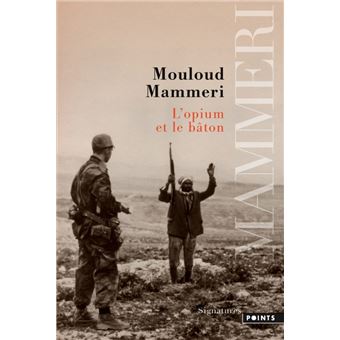 MAMMERI
Mouloud
Mammeri
L'opium
et le bâton
Signatures
POINTS